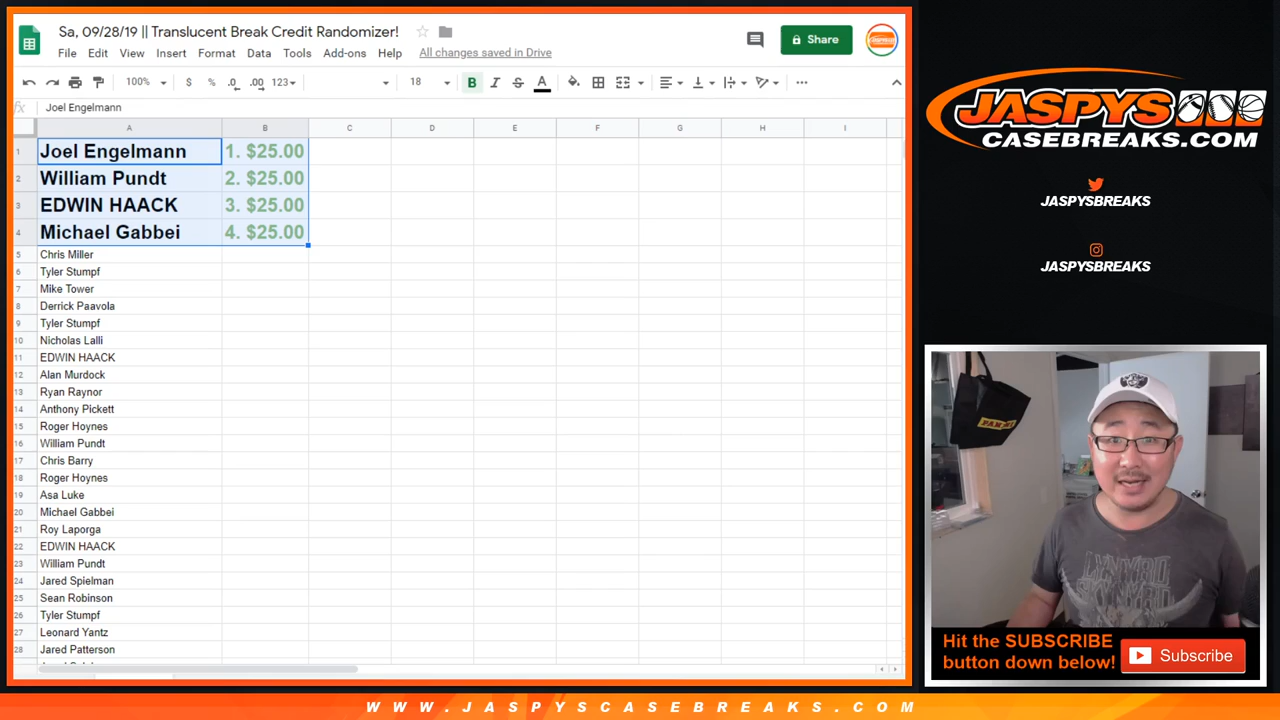 Sa, 09/28/19 || Translucent Break Credit Randomizer!
File Edit View Insert Format Data Tools Add-ons Help All changes saved in Drive
Share
100% $ % .0 .00 123 18 B I S A
fx Joel Engelmann
A B C D E F G H I
1 Joel Engelmann 1. $25.00
2 William Pundt 2. $25.00
3 EDWIN HAACK 3. $25.00
4 Michael Gabbei 4. $25.00
5 Chris Miller
6 Tyler Stumpf
7 Mike Tower
8 Derrick Paavola
9 Tyler Stumpf
10 Nicholas Lalli
11 EDWIN HAACK
12 Alan Murdock
13 Ryan Raynor
14 Anthony Pickett
15 Roger Hoynes
16 William Pundt
17 Chris Barry
18 Roger Hoynes
19 Asa Luke
20 Michael Gabbei
21 Roy Laporga
22 EDWIN HAACK
23 William Pundt
24 Jared Spielman
25 Sean Robinson
26 Tyler Stumpf
27 Leonard Yantz
28 Jared Patterson
JASPYS
CASEBREAKS.COM
JASPYSBREAKS
JASPYSBREAKS
PANINI
LYNYRD
SKYNYRD
Hit the SUBSCRIBE
button down below!
Subscribe
WWW.JASPYSCASEBREAKS.COM